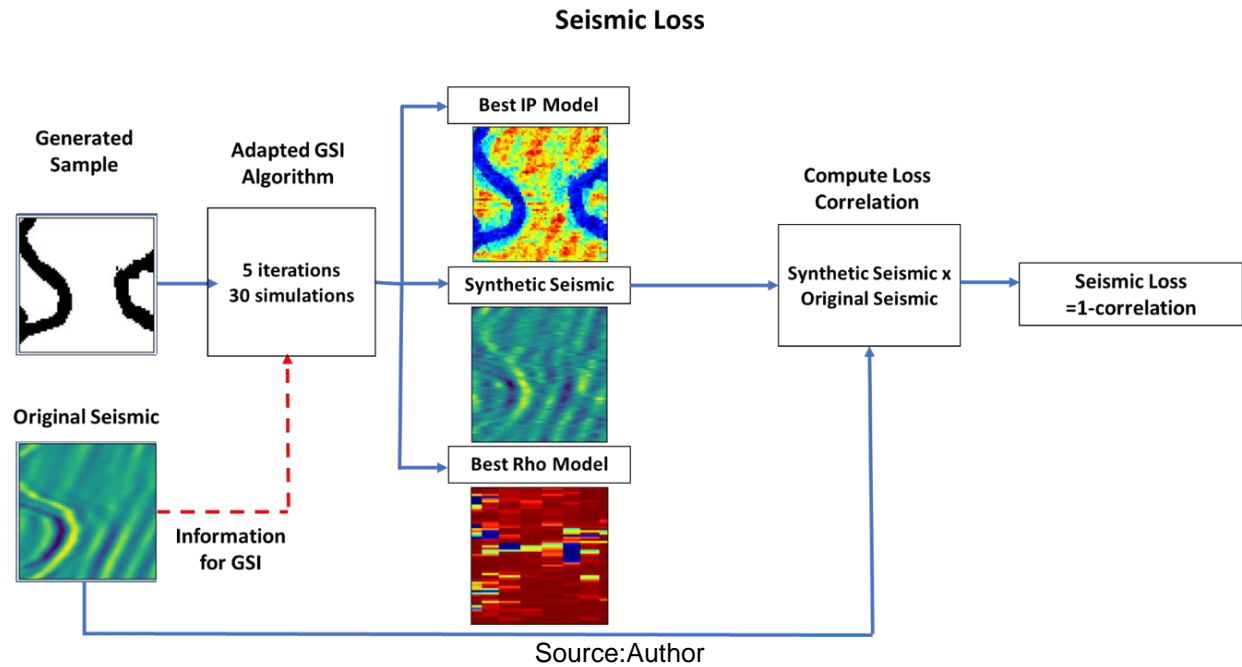 Seismic Loss
Generated
Sample
Adapted GSI
Algorithm
5 iterations
30 simulations
Best IP Model
Synthetic Seismic
Best Rho Model
Compute Loss
Correlation
Synthetic Seismic x
Original Seismic
Seismic Loss
=1-correlation
Original Seismic
Information
for GSI
Source:Author